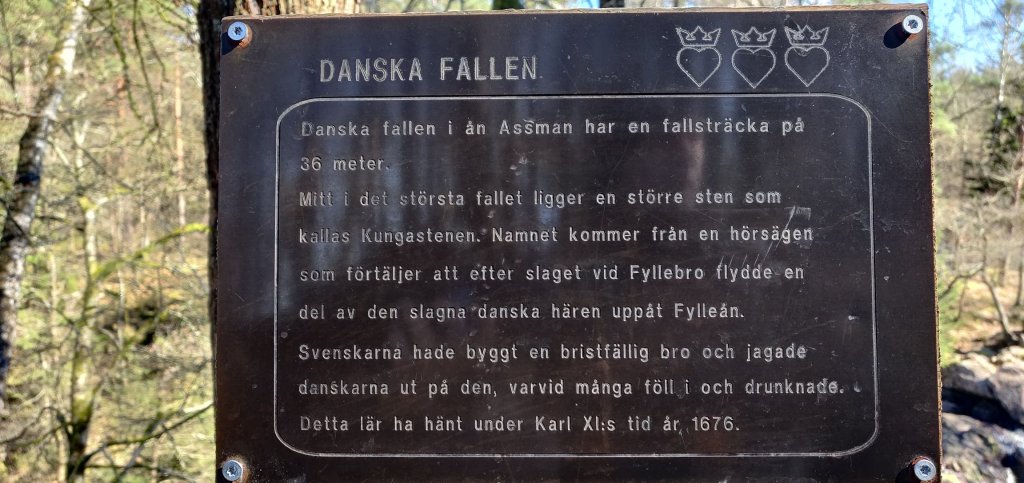 DANSKA FALLEN
Danska fallen i ån Assman har en fallsträcka på
36 meter.
Mitt i det största fallet ligger en större sten som
kallas Kungastenen. Namnet kommer från en hörsägen
som förtäljer att efter slaget vid Fyllebro flydde en
del av den slagna danska hären uppåt Fylleån.
Svenskarna hade byggt en bristfällig bro och jagade
danskarna ut på den, varvid många föll i och drunknade.
Detta lär ha hänt under Karl XI:s tid år 1676.